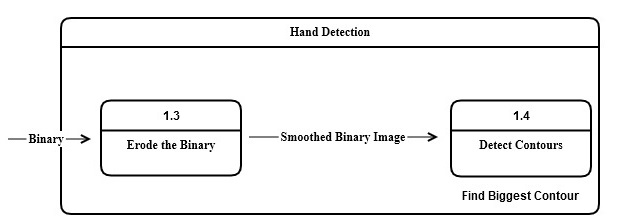 Hand Detection
1.3
1.4
Binary
Erode the Binary
Smoothed Binary Image
Detect Contours
Find Biggest Contour